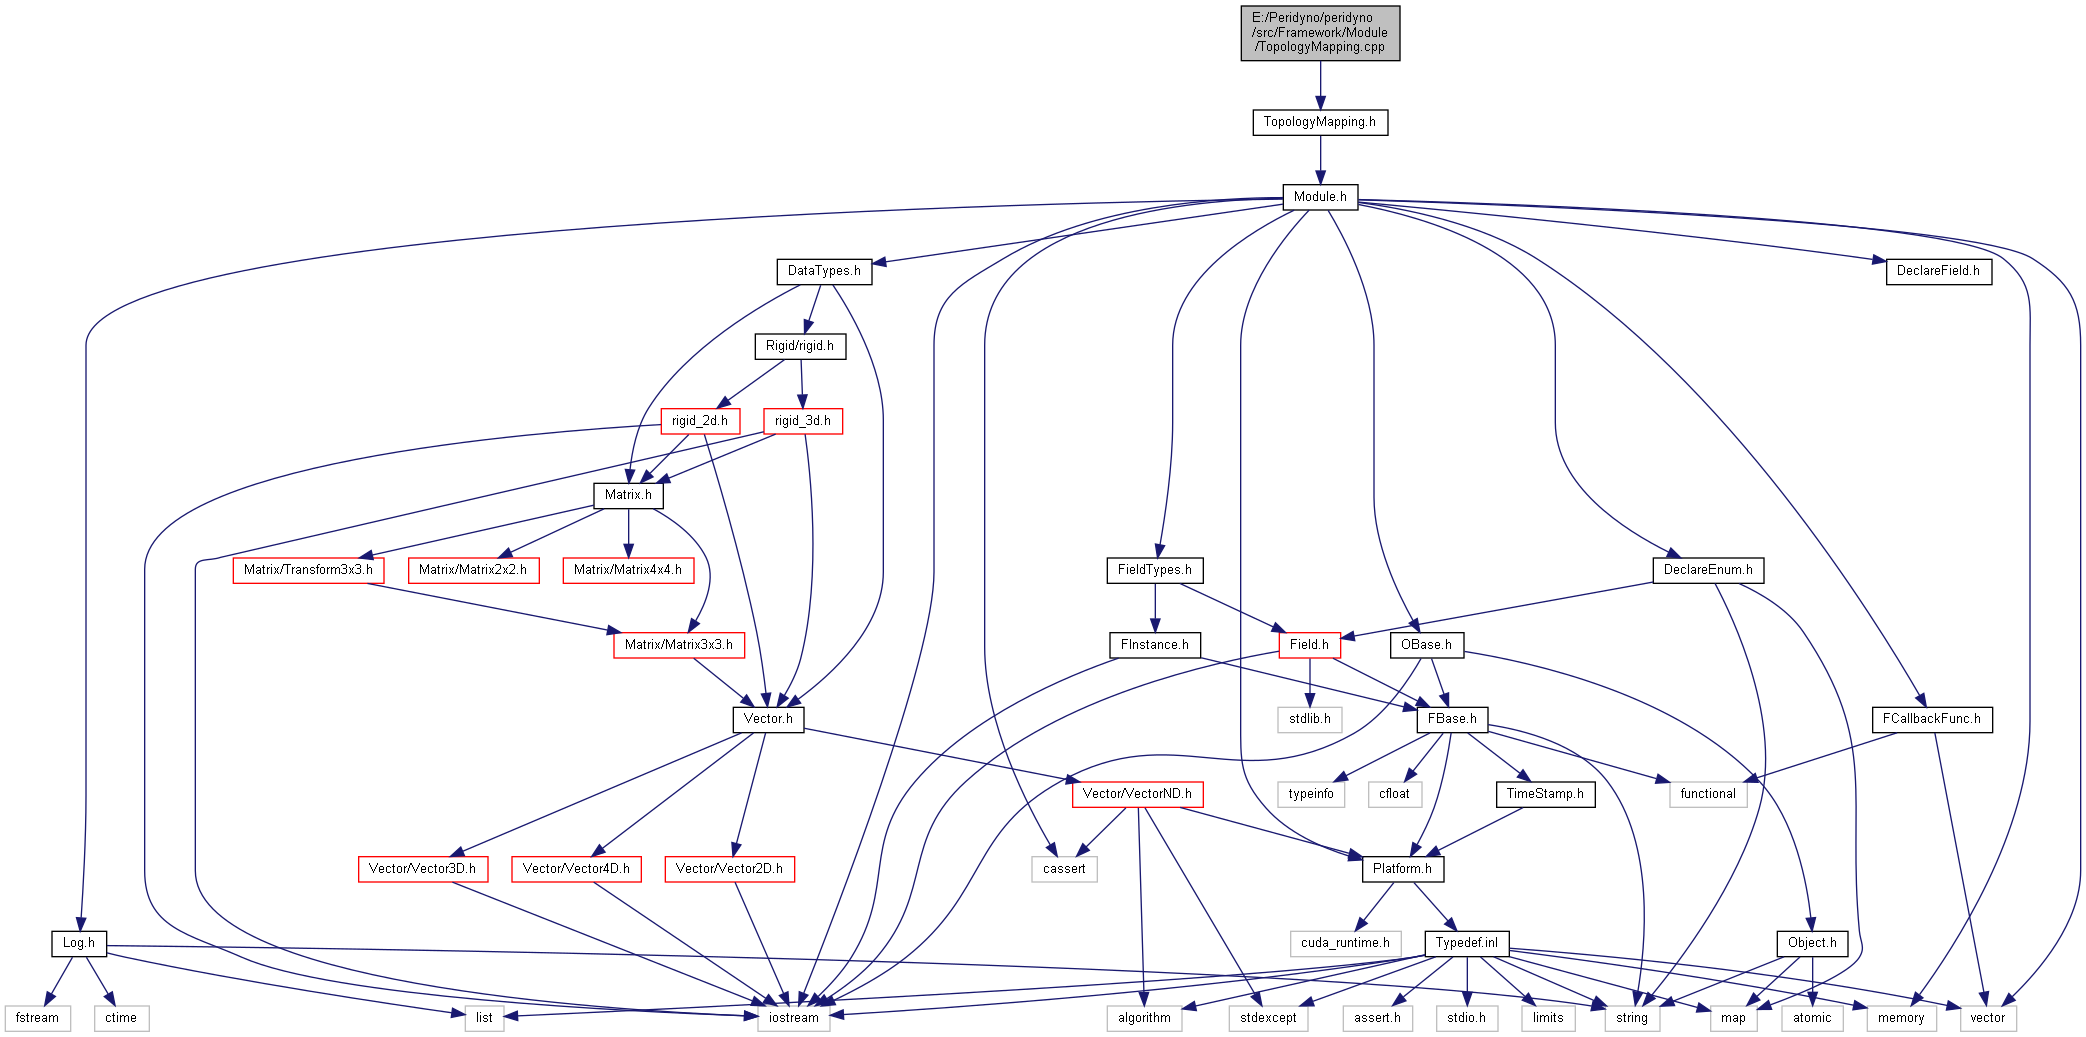 E:/Peridyno/peridyno
/src/Framework/Module
/TopologyMapping.cpp
TopologyMapping.h
Module.h
DataTypes.h
DeclareField.h
Rigid/rigid.h
rigid_2d.h
rigid_3d.h
Matrix.h
Matrix/Transform3x3.h
Matrix/Matrix2x2.h
Matrix/Matrix4x4.h
FieldTypes.h
DeclareEnum.h
Matrix/Matrix3x3.h
FInstance.h
Field.h
OBase.h
Vector.h
stdlib.h
FBase.h
FCallbackFunc.h
Vector/VectorND.h
typeinfo
cfloat
TimeStamp.h
functional
Vector/Vector3D.h
Vector/Vector4D.h
Vector/Vector2D.h
cassert
Platform.h
Log.h
cuda_runtime.h
Typedef.inl
Object.h
fstream
ctime
list
iostream
algorithm
stdexcept
assert.h
stdio.h
limits
string
map
atomic
memory
vector